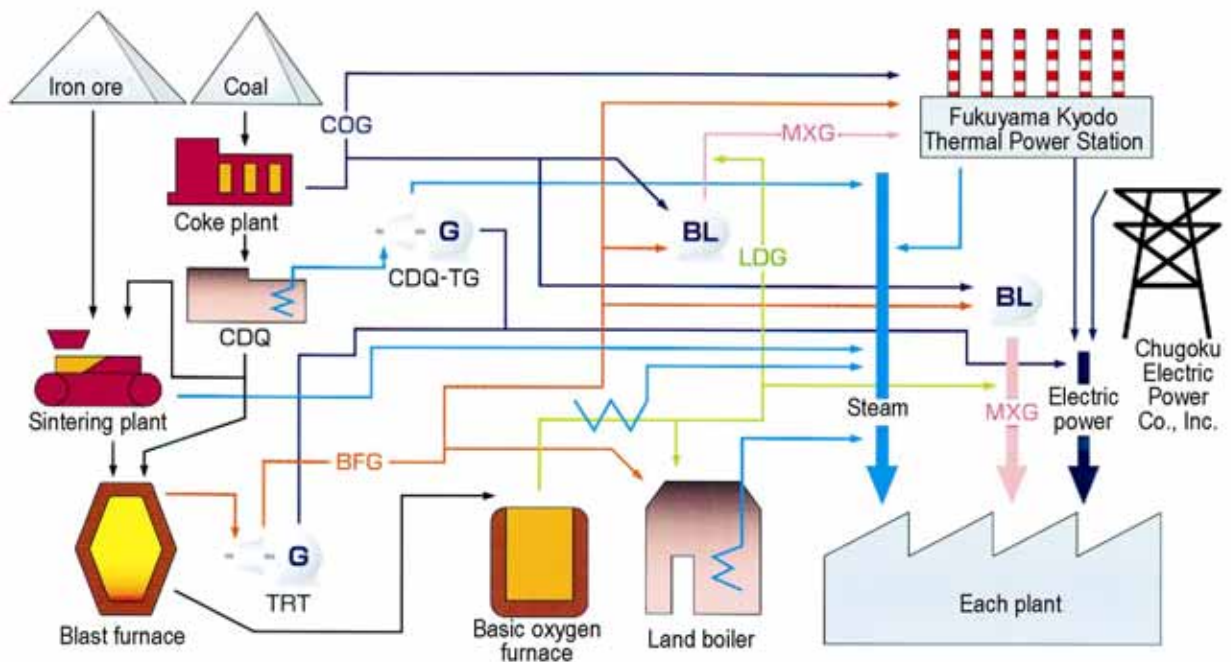 Iron ore
Coal
COG
Coke plant
CDQ
G
CDQ-TG
Sintering plant
BFG
Blast furnace
G
TRT
Basic oxygen
furnace
Land boiler
BL
MXG
LDG
Fukuyama Kyodo
Thermal Power Station
BL
Steam
MXG
Electric
power
Chugoku
Electric
Power
Co., Inc.
Each plant